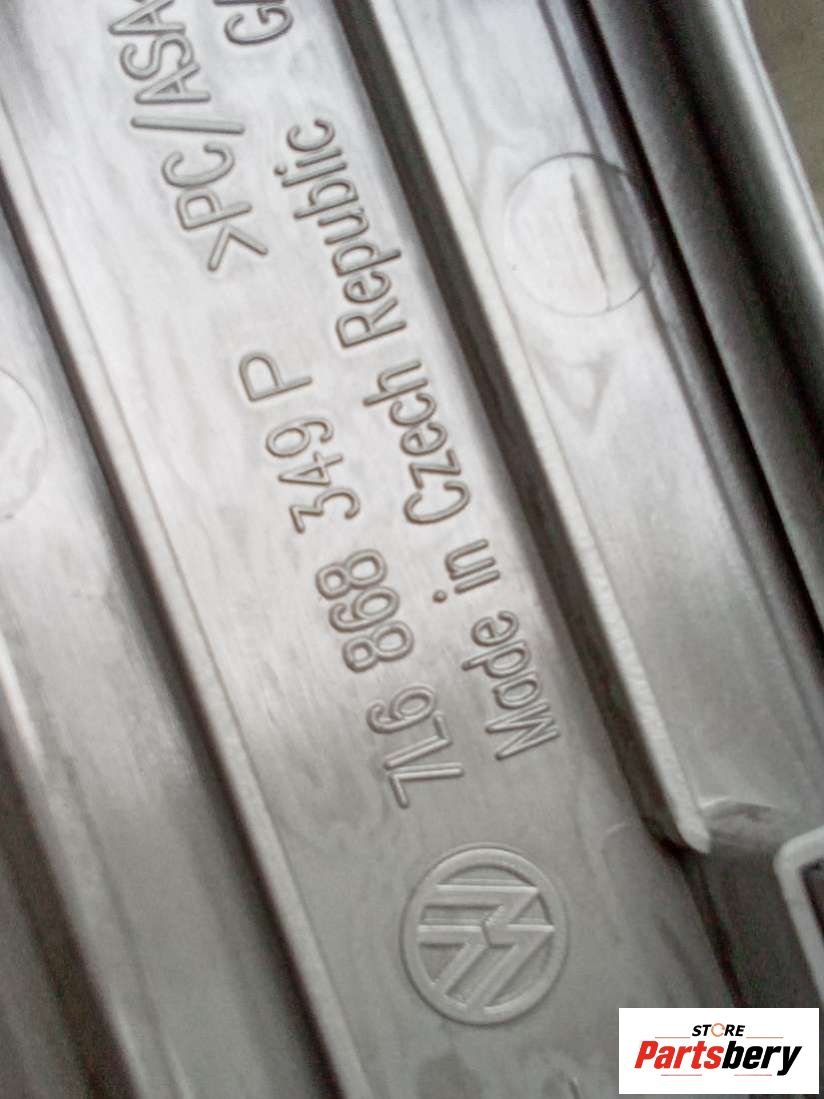 7L6 868 349 P >PC/ASA
Made in Czech Republic
STORE
Partsbery